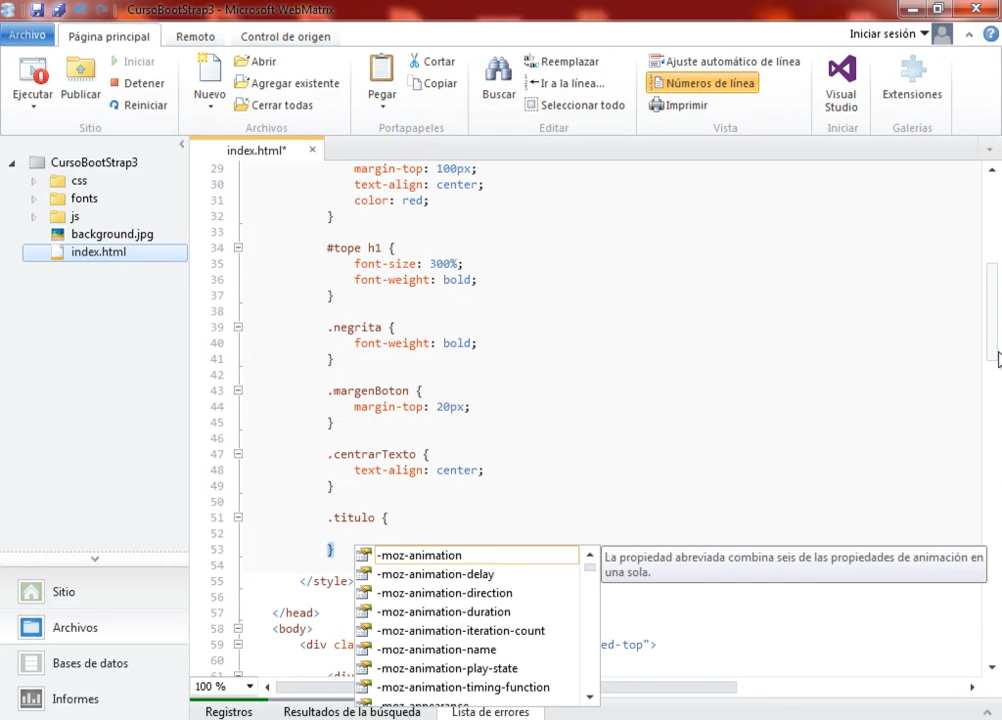 CursoBootStrap3 - Microsoft WebMatrix
Archivo Página principal Remoto Control de origen Iniciar sesión
Ejecutar Publicar Iniciar Detener Reiniciar
Sitio
Nuevo Abrir Agregar existente Cerrar todas
Archivos
Pegar Cortar Copiar
Portapapeles
Buscar Reemplazar Ir a la línea... Seleccionar todo
Editar
Ajuste automático de línea Números de línea Imprimir
Vista
Visual Studio
Iniciar
Extensiones
Galerías
CursoBootStrap3
css
fonts
js
background.jpg
index.html
index.html*
29 margin-top: 100px;
30 text-align: center;
31 color: red;
32 }
33
34 #tope h1 {
35 font-size: 300%;
36 font-weight: bold;
37 }
38
39 .negrita {
40 font-weight: bold;
41 }
42
43 .margenBoton {
44 margin-top: 20px;
45 }
46
47 .centrarTexto {
48 text-align: center;
49 }
50
51 .titulo {
52
53 }
54
55 </style>
56
57 </head>
58 <body>
59 <div cla ed-top">
60
61
-moz-animation
-moz-animation-delay
-moz-animation-direction
-moz-animation-duration
-moz-animation-iteration-count
-moz-animation-name
-moz-animation-play-state
-moz-animation-timing-function
-moz-appearance
La propiedad abreviada combina seis de las propiedades de animación en
una sola.
Sitio
Archivos
Bases de datos
Informes
100 %
Registros Resultados de la búsqueda Lista de errores